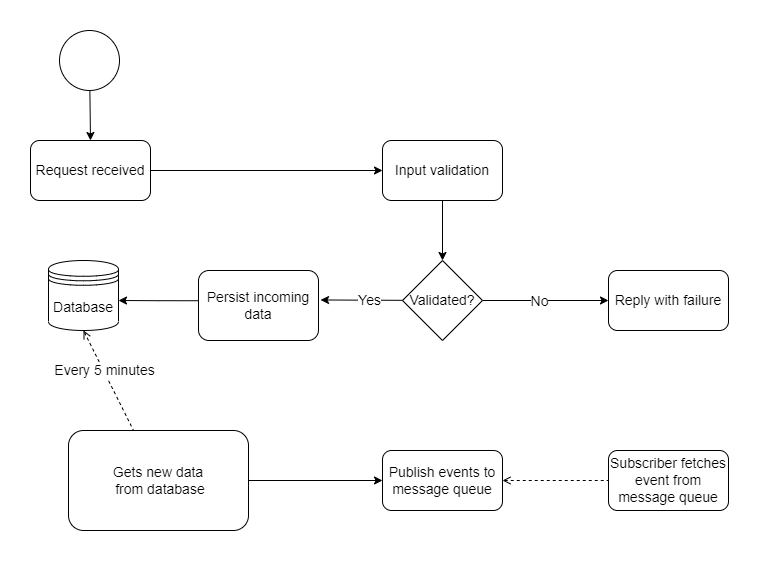 Request received
Input validation
Database
Persist incoming
data
Yes
Validated?
No
Reply with failure
Every 5 minutes
Gets new data
from database
Publish events to
message queue
Subscriber fetches
event from
message queue